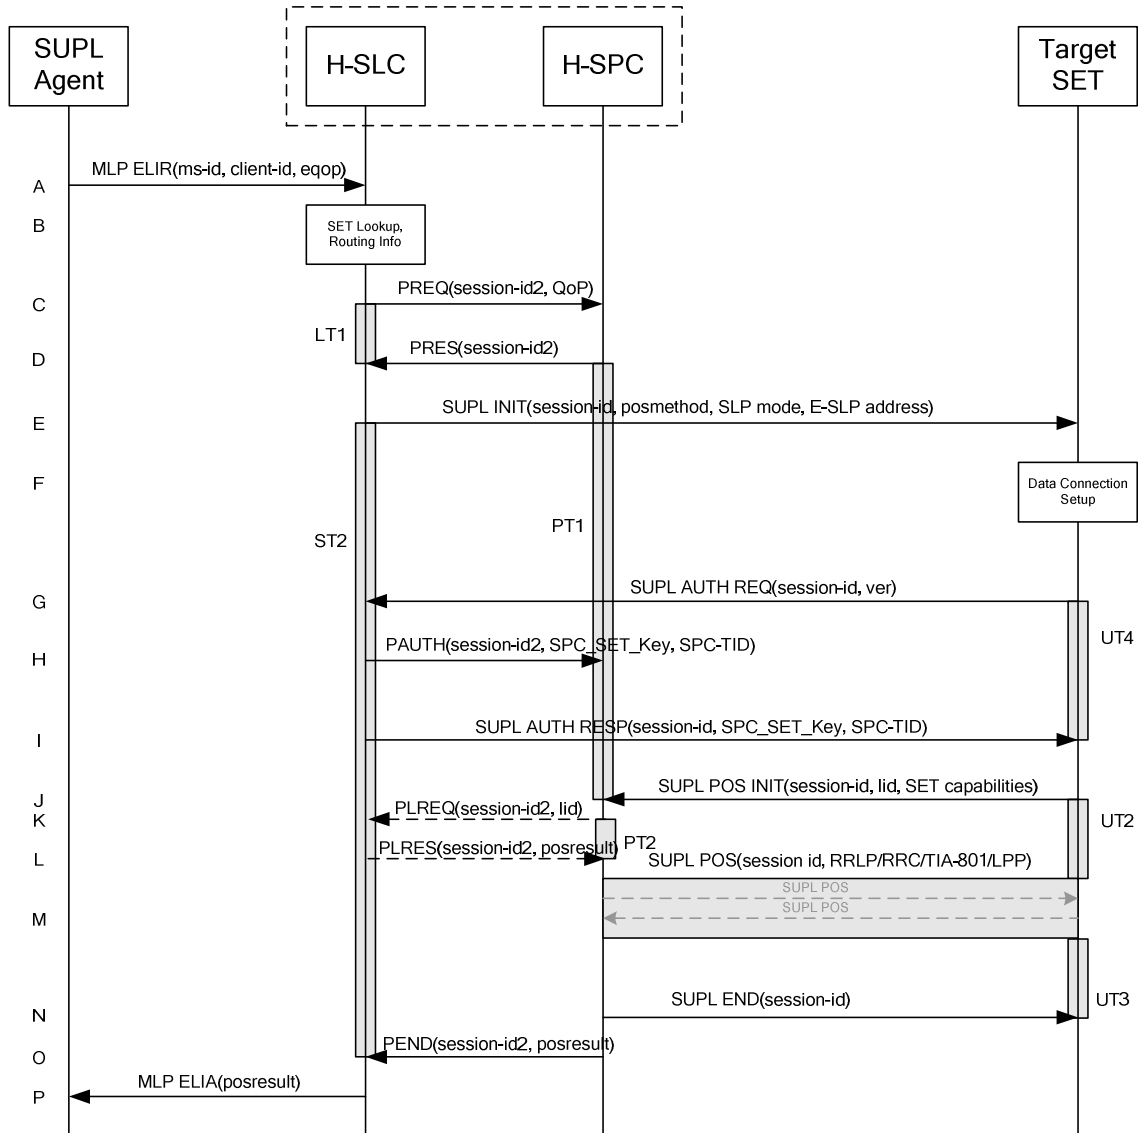 SUPL
Agent
H-SLC
H-SPC
Target
SET
MLP ELIR(ms-id, client-id, eqop)
A
B
SET Lookup,
Routing Info
PREQ(session-id2, QoP)
C
LT1
PRES(session-id2)
D
SUPL INIT(session-id, posmethod, SLP mode, E-SLP address)
E
F
Data Connection
Setup
PT1
ST2
SUPL AUTH REQ(session-id, ver)
G
UT4
PAUTH(session-id2, SPC_SET_Key, SPC-TID)
H
SUPL AUTH RESP(session-id, SPC_SET_Key, SPC-TID)
I
SUPL POS INIT(session-id, lid, SET capabilities)
J
PLREQ(session-id2, lid)
K
UT2
PT2
PLRES(session-id2, posresult)
L
SUPL POS(session id, RRLP/RRC/TIA-801/LPP)
SUPL POS
SUPL POS
M
SUPL END(session-id)
UT3
N
PEND(session-id2, posresult)
O
MLP ELIA(posresult)
P